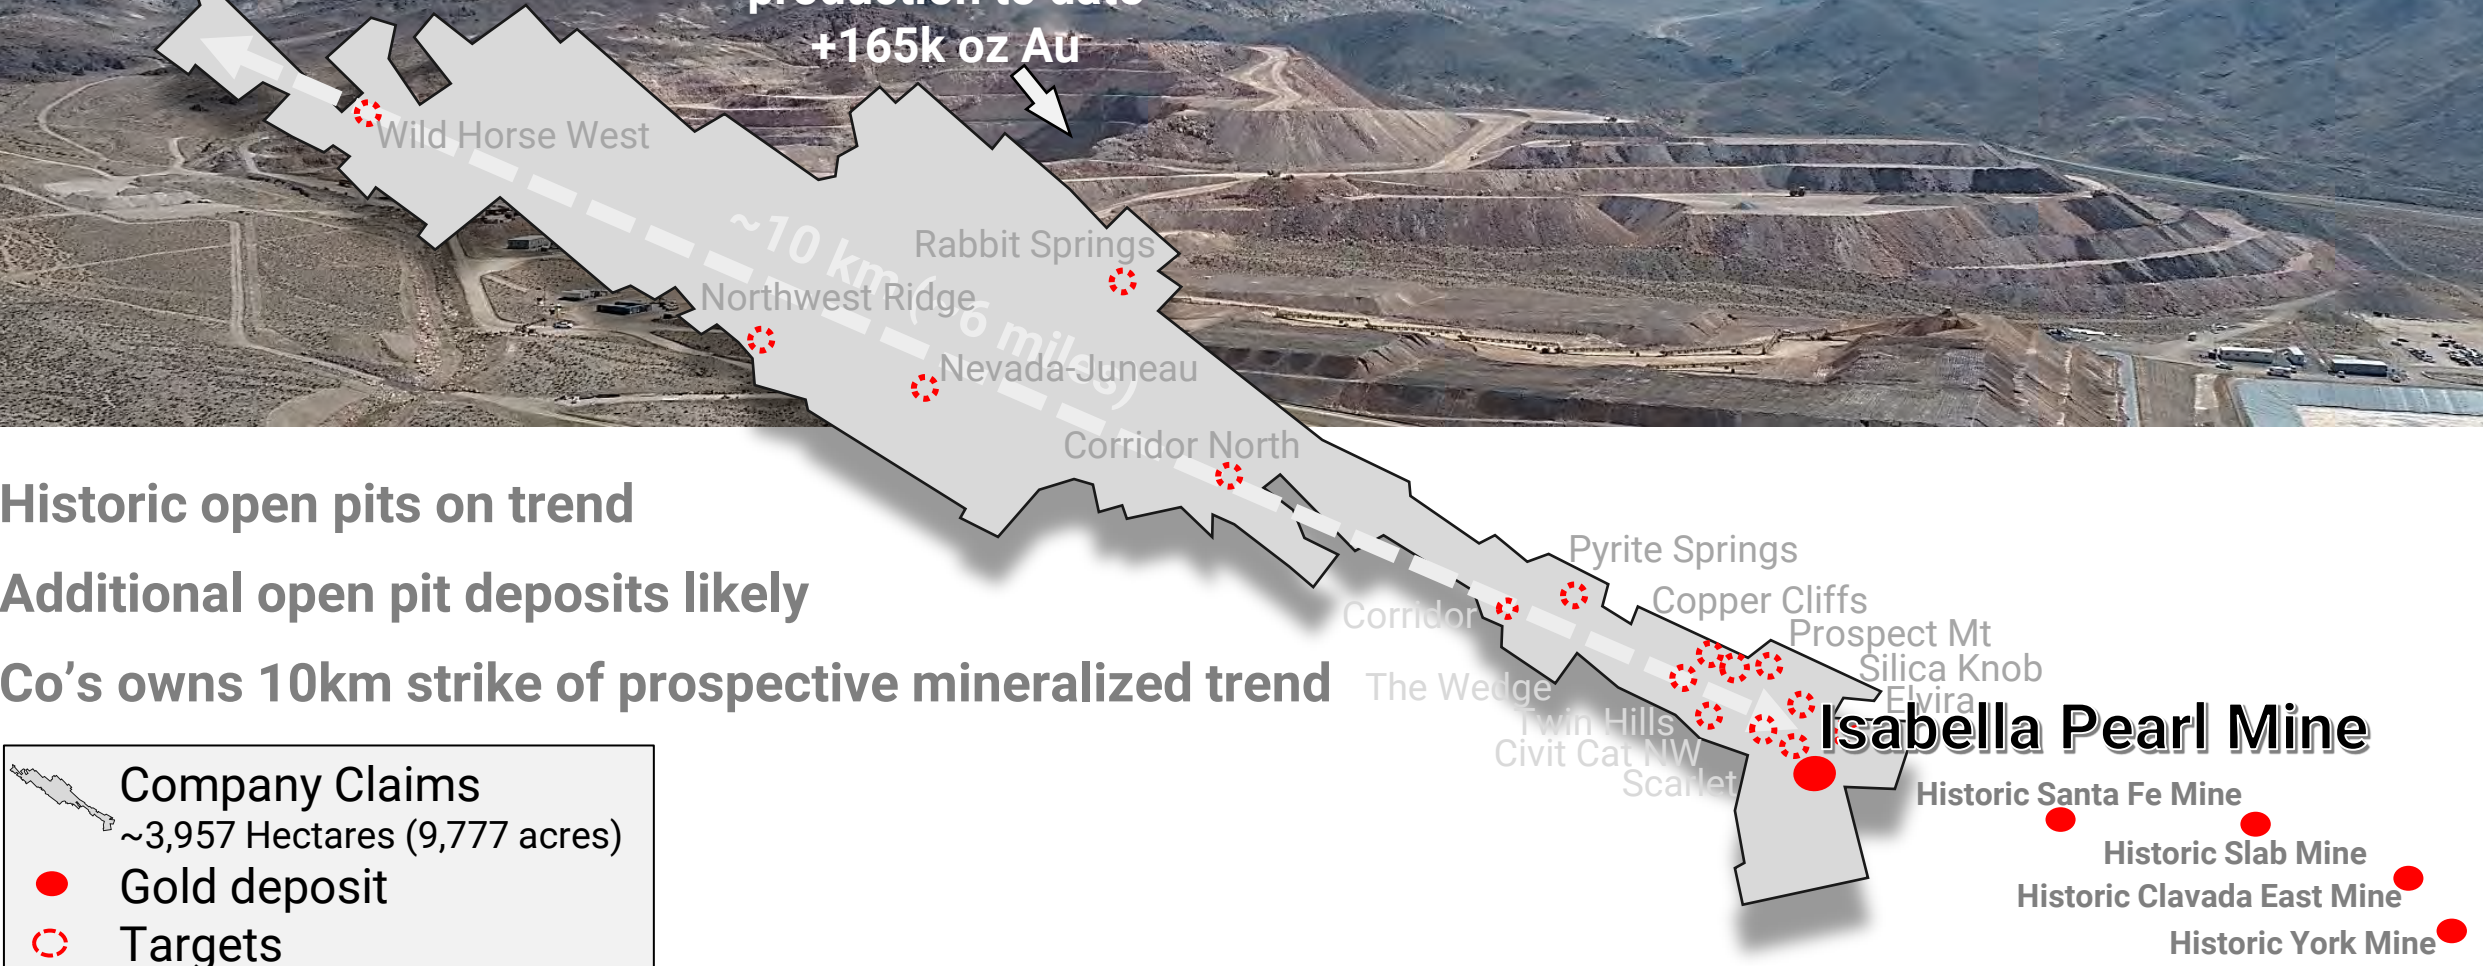 production to date
+165k oz Au
Wild Horse West
~10 km (~6 miles)
Rabbit Springs
Northwest Ridge
Nevada-Juneau
Corridor North
Historic open pits on trend
Additional open pit deposits likely
Co's owns 10km strike of prospective mineralized trend
Pyrite Springs
Copper Cliffs
Corridor
Prospect Mt
Silica Knob
The Wedge
Elvira
Twin Hills
Isabella Pearl Mine
Civit Cat NW
Scarlet
Historic Santa Fe Mine
Historic Slab Mine
Historic Clavada East Mine
Historic York Mine
Company Claims
~3,957 Hectares (9,777 acres)
Gold deposit
Targets